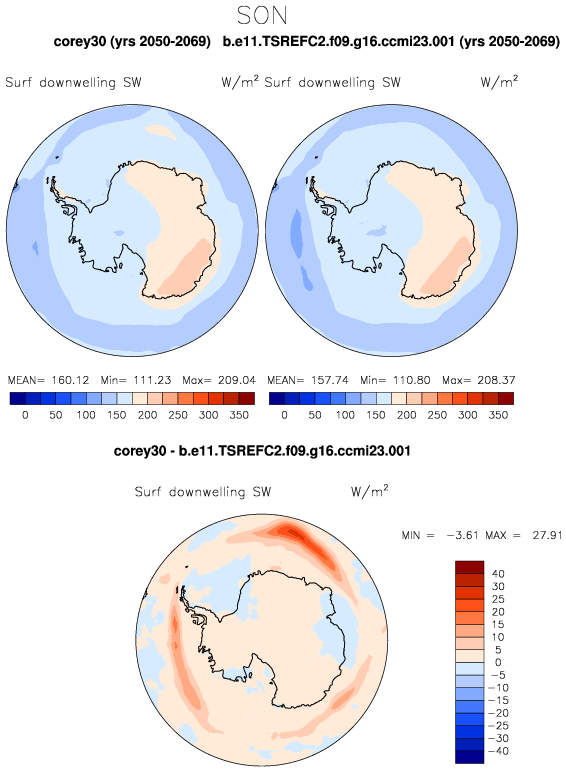 SON
corey30 (yrs 2050-2069) b.e11.TSREFC2.f09.g16.ccmi23.001 (yrs 2050-2069)
Surf downwelling SW W/m² Surf downwelling SW W/m²
MEAN= 160.12 Min= 111.23 Max= 209.04 MEAN= 157.74 Min= 110.80 Max= 208.37
0 50 100 150 200 250 300 350 0 50 100 150 200 250 300 350
corey30 - b.e11.TSREFC2.f09.g16.ccmi23.001
Surf downwelling SW W/m²
MIN = -3.61 MAX = 27.91
40
30
25
20
15
10
5
0
-5
-10
-15
-20
-25
-30
-40